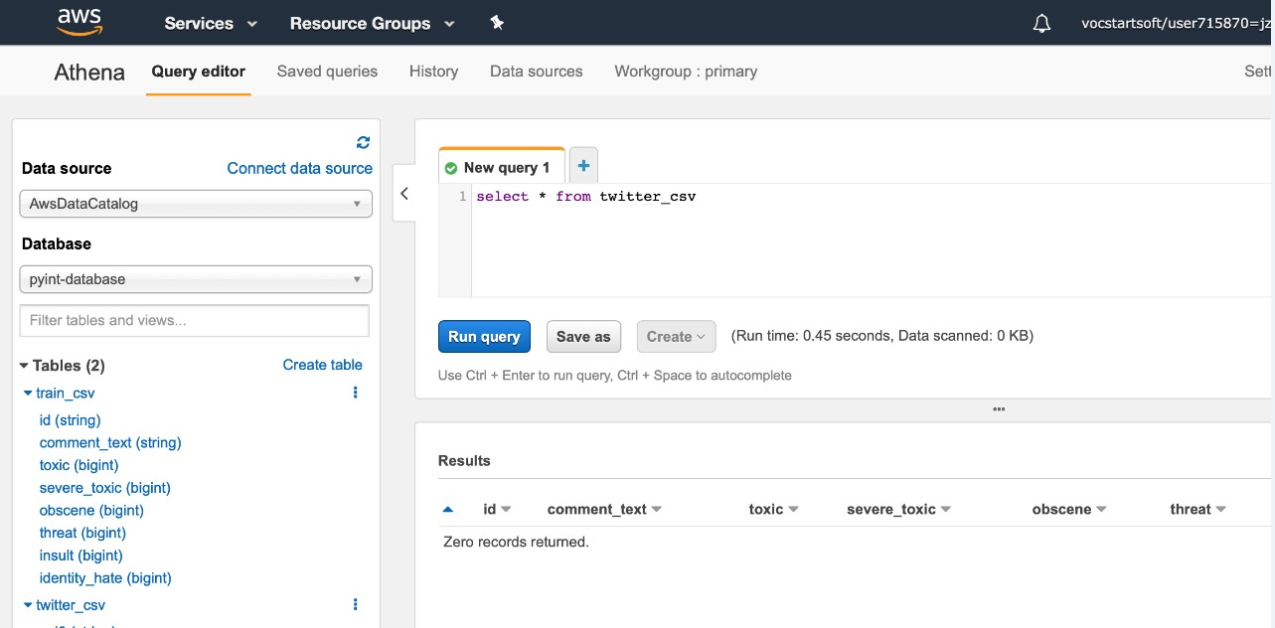 aws Services Resource Groups vocstartsoft/user715870=jz
Athena Query editor Saved queries History Data sources Workgroup : primary Sett
Data source Connect data source
AwsDataCatalog
Database
pyint-database
Filter tables and views...
Tables (2) Create table
train_csv
id (string)
comment_text (string)
toxic (bigint)
severe_toxic (bigint)
obscene (bigint)
threat (bigint)
insult (bigint)
identity_hate (bigint)
twitter_csv
New query 1 +
1 select * from twitter_csv
Run query Save as Create (Run time: 0.45 seconds, Data scanned: 0 KB)
Use Ctrl + Enter to run query, Ctrl + Space to autocomplete
Results
id comment_text toxic severe_toxic obscene threat
Zero records returned.